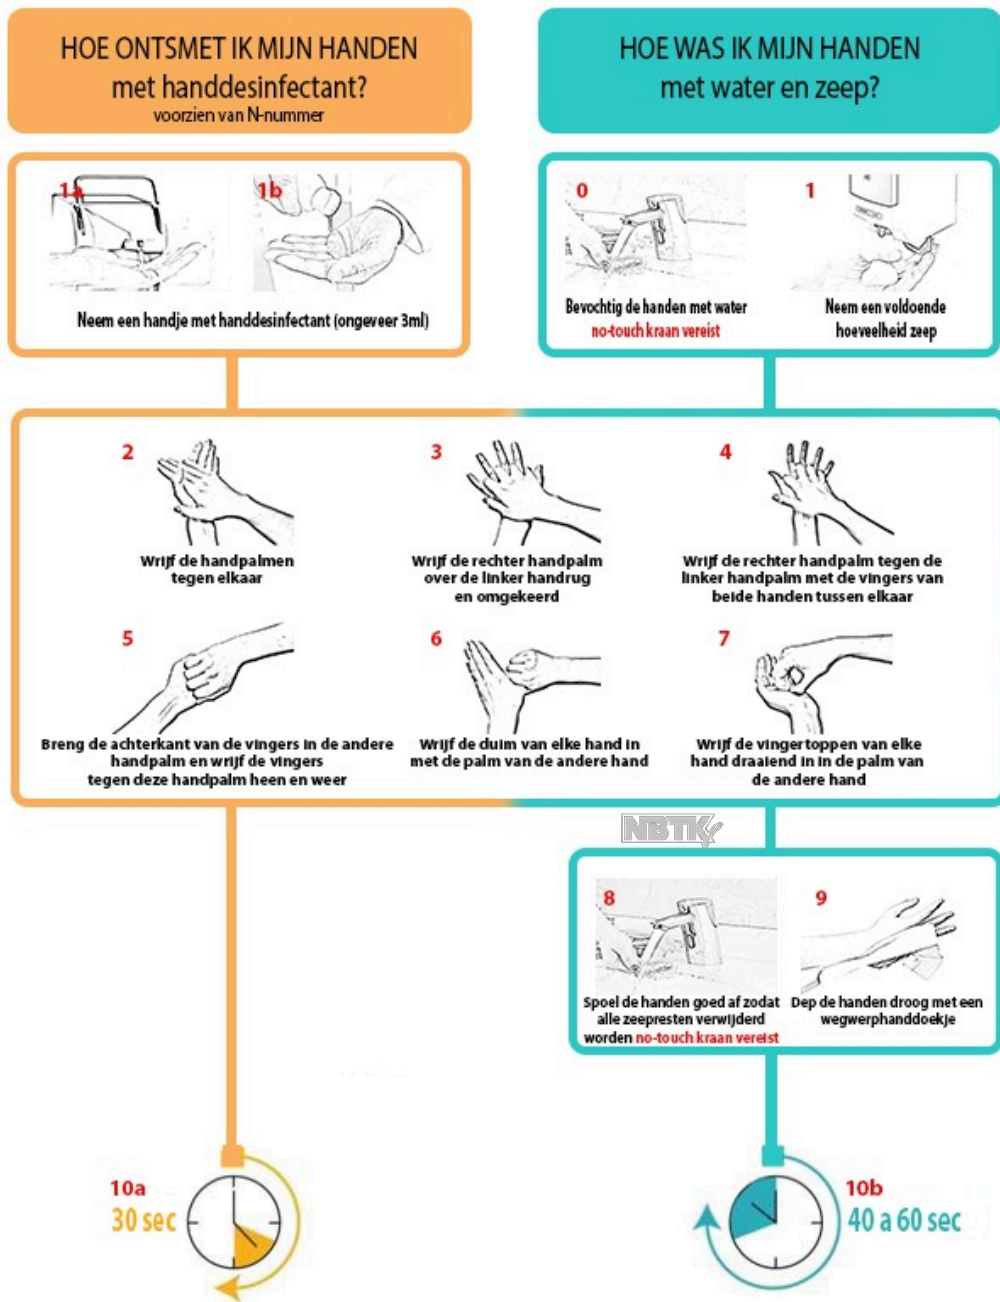 HOE ONTSMET IK MIJN HANDEN
met handdesinfectant?
voorzien van N-nummer
HOE WAS IK MIJN HANDEN
met water en zeep?
1a
1b
Neem een handje met handdesinfectant (ongeveer 3ml)
0
Bevochtig de handen met water
no-touch kraan vereist
1
Neem een voldoende
hoeveelheid zeep
2
Wrijf de handpalmen
tegen elkaar
3
Wrijf de rechter handpalm
over de linker handrug
en omgekeerd
4
Wrijf de rechter handpalm tegen de
linker handpalm met de vingers van
beide handen tussen elkaar
5
Breng de achterkant van de vingers in de andere
handpalm en wrijf de vingers
tegen deze handpalm heen en weer
6
Wrijf de duim van elke hand in
met de palm van de andere hand
7
Wrijf de vingertoppen van elke
hand draaiend in in de palm van
de andere hand
NBTK
8
Spoel de handen goed af zodat
alle zeepresten verwijderd
worden no-touch kraan vereist
9
Dep de handen droog met een
wegwerphanddoekje
10a
30 sec
10b
40 a 60 sec